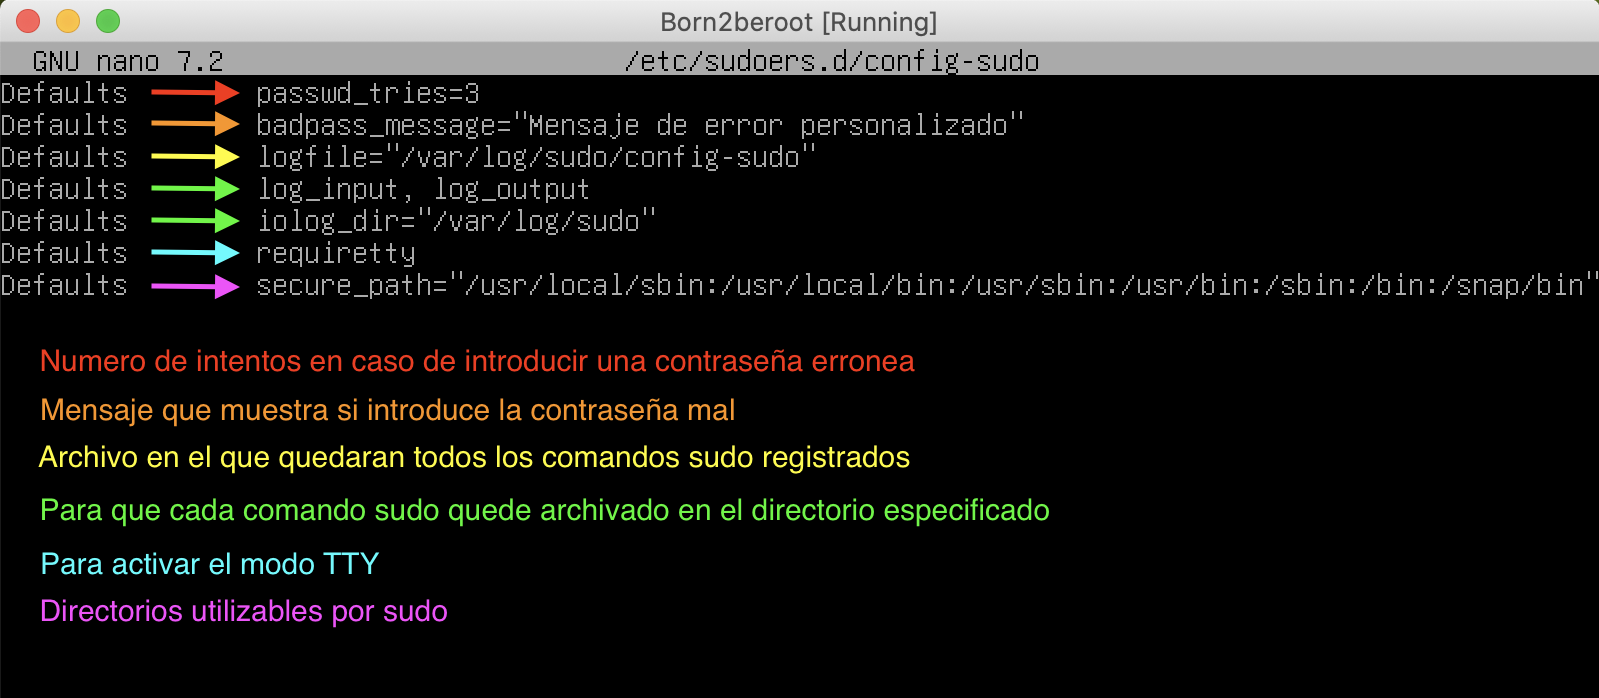 Born2beroot [Running]
GNU nano 7.2 /etc/sudoers.d/config-sudo
Defaults passwd_tries=3
Defaults badpass_message="Mensaje de error personalizado"
Defaults logfile="/var/log/sudo/config-sudo"
Defaults log_input, log_output
Defaults iolog_dir="/var/log/sudo"
Defaults requiretty
Defaults secure_path="/usr/local/sbin:/usr/local/bin:/usr/sbin:/usr/bin:/sbin:/bin:/snap/bin"
Numero de intentos en caso de introducir una contraseña erronea
Mensaje que muestra si introduce la contraseña mal
Archivo en el que quedaran todos los comandos sudo registrados
Para que cada comando sudo quede archivado en el directorio especificado
Para activar el modo TTY
Directorios utilizables por sudo